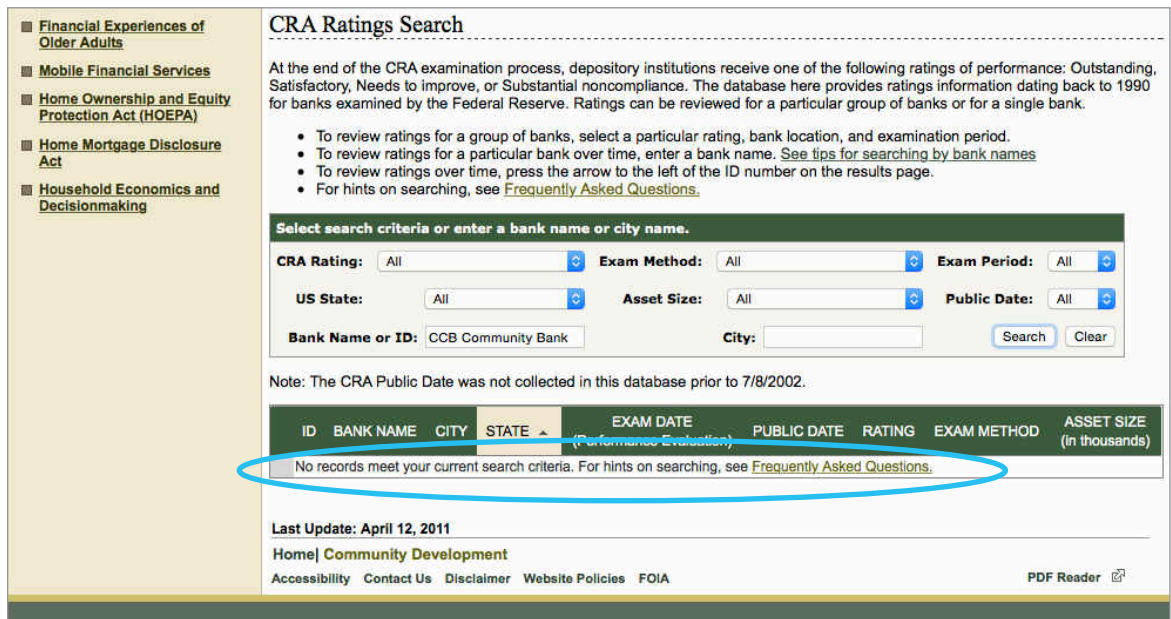 Financial Experiences of
Older Adults
Mobile Financial Services
Home Ownership and Equity
Protection Act (HOEPA)
Home Mortgage Disclosure
Act
Household Economics and
Decisionmaking
CRA Ratings Search
At the end of the CRA examination process, depository institutions receive one of the following ratings of performance: Outstanding,
Satisfactory, Needs to improve, or Substantial noncompliance. The database here provides ratings information dating back to 1990
for banks examined by the Federal Reserve. Ratings can be reviewed for a particular group of banks or for a single bank.
• To review ratings for a group of banks, select a particular rating, bank location, and examination period.
• To review ratings for a particular bank over time, enter a bank name. See tips for searching by bank names
• To review ratings over time, press the arrow to the left of the ID number on the results page.
• For hints on searching, see Frequently Asked Questions.
Select search criteria or enter a bank name or city name.
CRA Rating: All Exam Method: All Exam Period: All
US State: All Asset Size: All Public Date: All
Bank Name or ID: CCB Community Bank City: Search Clear
Note: The CRA Public Date was not collected in this database prior to 7/8/2002.
ID BANK NAME CITY STATE EXAM DATE (Performance Evaluation) PUBLIC DATE RATING EXAM METHOD ASSET SIZE (in thousands)
No records meet your current search criteria. For hints on searching, see Frequently Asked Questions.
Last Update: April 12, 2011
Home| Community Development
Accessibility Contact Us Disclaimer Website Policies FOIA PDF Reader